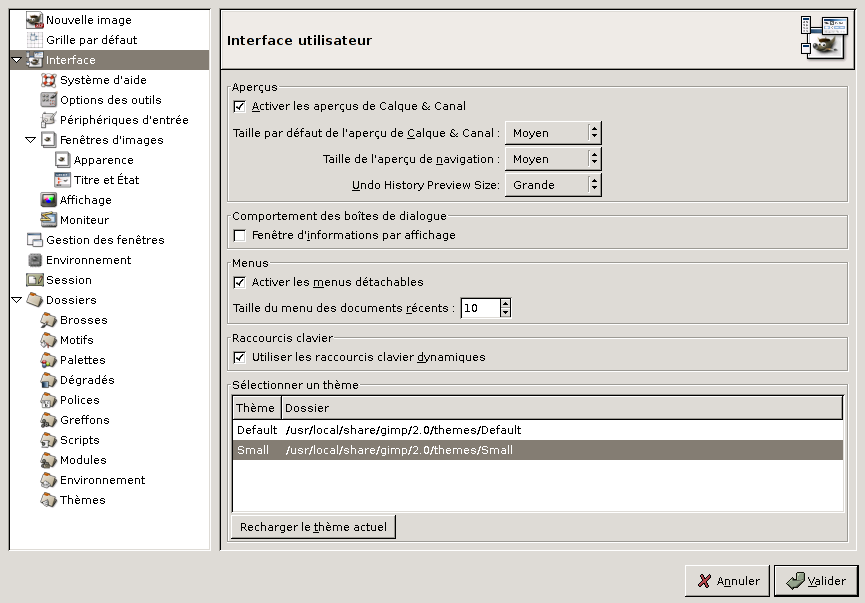 Nouvelle image
Grille par défaut
Interface
Système d'aide
Options des outils
Périphériques d'entrée
Fenêtres d'images
Apparence
Titre et État
Affichage
Moniteur
Gestion des fenêtres
Environnement
Session
Dossiers
Brosses
Motifs
Palettes
Dégradés
Polices
Greffons
Scripts
Modules
Environnement
Thèmes
Interface utilisateur
Aperçus
Activer les aperçus de Calque & Canal
Taille par défaut de l'aperçu de Calque & Canal : Moyen
Taille de l'aperçu de navigation : Moyen
Undo History Preview Size: Grande
Comportement des boîtes de dialogue
Fenêtre d'informations par affichage
Menus
Activer les menus détachables
Taille du menu des documents récents : 10
Raccourcis clavier
Utiliser les raccourcis clavier dynamiques
Sélectionner un thème
Thème Dossier
Default /usr/local/share/gimp/2.0/themes/Default
Small /usr/local/share/gimp/2.0/themes/Small
Recharger le thème actuel
Annuler Valider